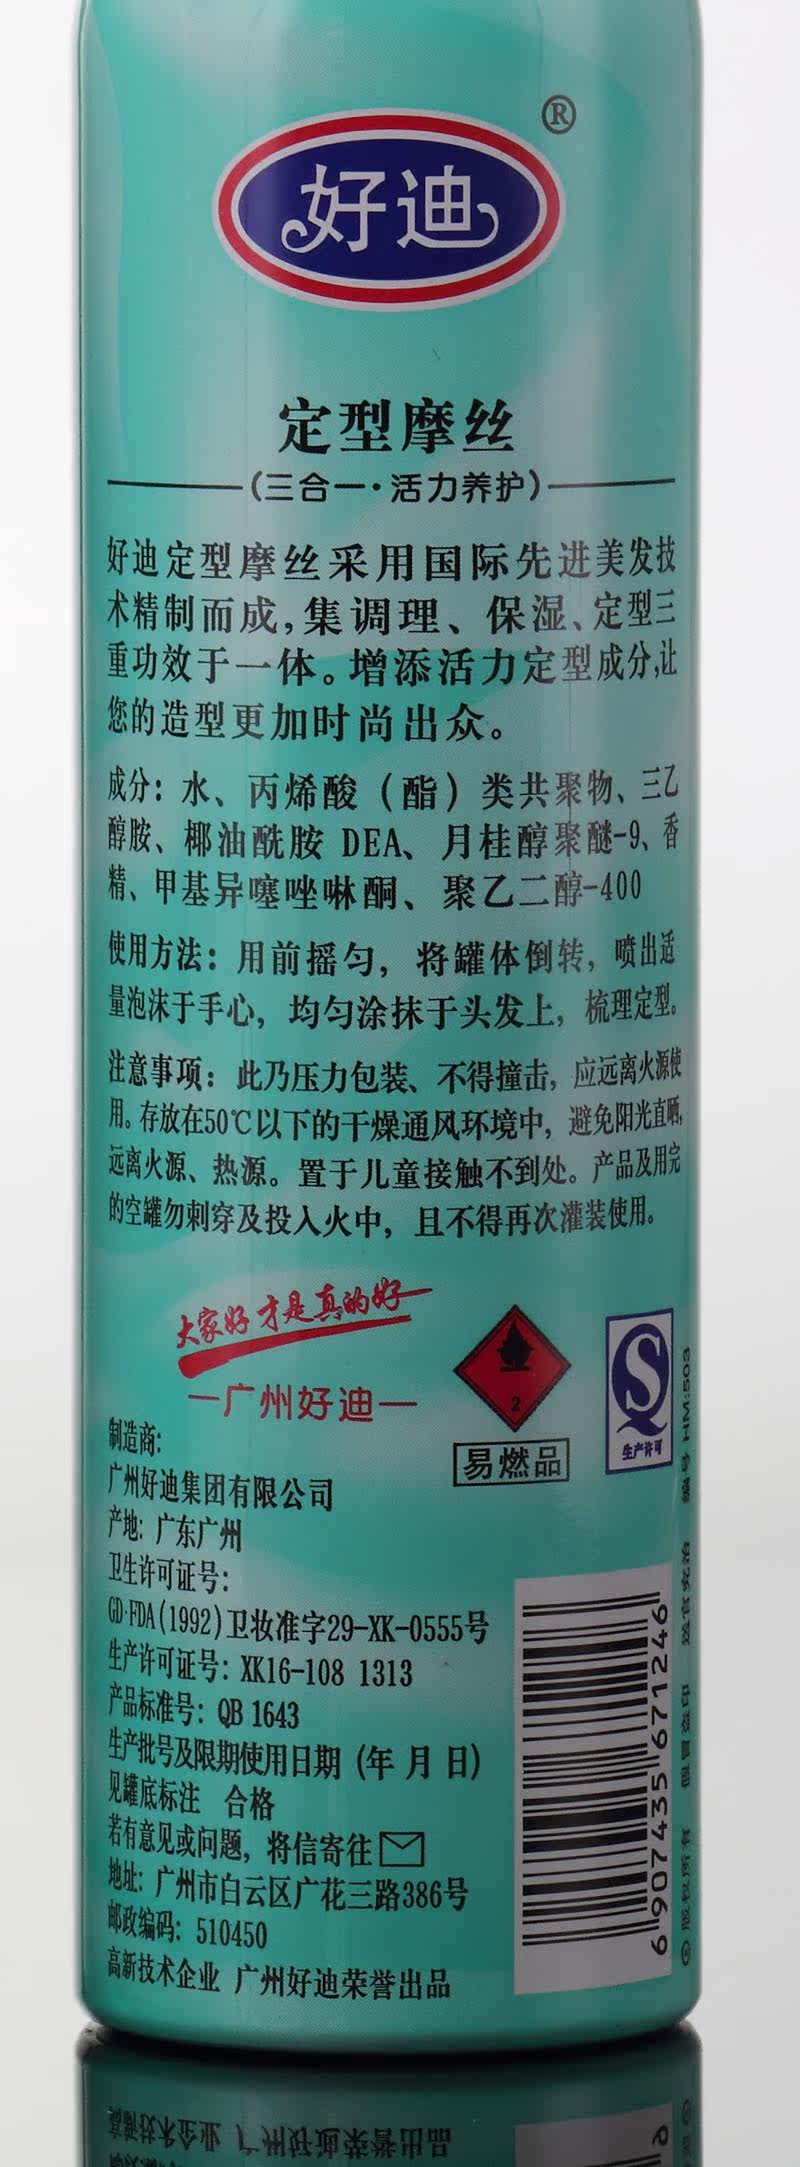 好迪
®
定型摩丝
(三合一·活力养护)
好迪定型摩丝采用国际先进美发技
术精制而成,集调理、保湿、定型三
重功效于一体。增添活力定型成分,让
您的造型更加时尚出众。
成分：水、丙烯酸（酯）类共聚物、三乙
醇胺、椰油酰胺 DEA、月桂醇聚醚-9、香
精、甲基异噻唑啉酮、聚乙二醇-400
使用方法：用前摇匀，将罐体倒转，喷出适
量泡沫于手心，均匀涂抹于头发上，梳理定型。
注意事项：此乃压力包装、不得撞击，应远离火源使
用。存放在50℃以下的干燥通风环境中，避免阳光直晒，
远离火源、热源。置于儿童接触不到处。产品及用完
的空罐勿刺穿及投入火中，且不得再次灌装使用。
大家好 才是真的好
—广州好迪—
2
易燃品
QS
生产许可
制造商:
广州好迪集团有限公司
产地: 广东广州
卫生许可证号:
GD·FDA(1992)卫妆准字29-XK-0555号
生产许可证号: XK16-108 1313
产品标准号: QB 1643
生产批号及限期使用日期 (年 月 日)
见罐底标注 合格
若有意见或问题, 将信寄往
地址: 广州市白云区广花三路386号
邮政编码: 510450
高新技术企业 广州好迪荣誉出品
6907435671246
版权所有 假冒必究 编号 HM:503